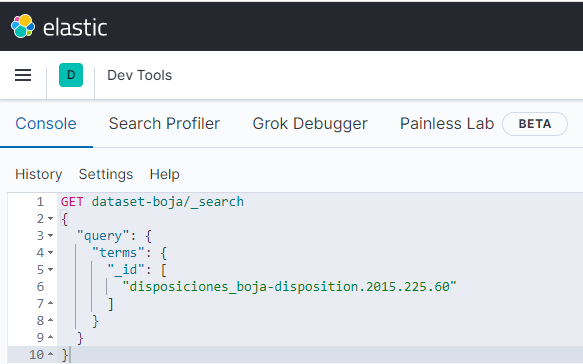 elastic
D Dev Tools
Console Search Profiler Grok Debugger Painless Lab BETA
History Settings Help
1 GET dataset-boja/_search
2 {
3 "query": {
4 "terms": {
5 "_id": [
6 "disposiciones_boja-disposition.2015.225.60"
7 ]
8 }
9 }
10 }